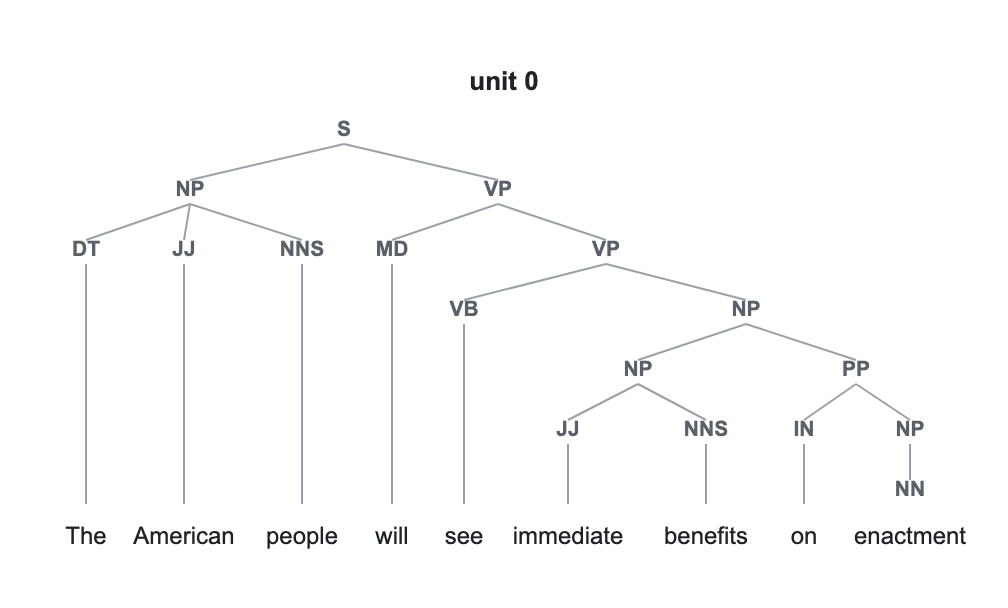 unit 0
S
NP VP
DT JJ NNS MD VP
VB NP
NP PP
JJ NNS IN NP
NN
The American people will see immediate benefits on enactment